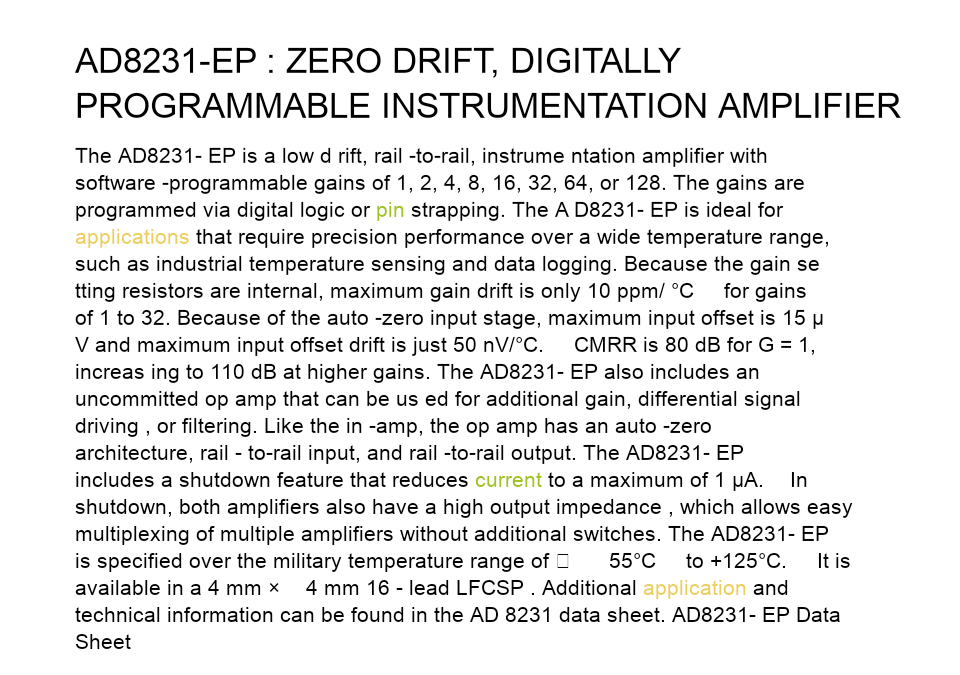 AD8231-EP : ZERO DRIFT, DIGITALLY
PROGRAMMABLE INSTRUMENTATION AMPLIFIER
The AD8231- EP is a low d rift, rail -to-rail, instrume ntation amplifier with
software -programmable gains of 1, 2, 4, 8, 16, 32, 64, or 128. The gains are
programmed via digital logic or pin strapping. The A D8231- EP is ideal for
applications that require precision performance over a wide temperature range,
such as industrial temperature sensing and data logging. Because the gain se
tting resistors are internal, maximum gain drift is only 10 ppm/ °C for gains
of 1 to 32. Because of the auto -zero input stage, maximum input offset is 15 μ
V and maximum input offset drift is just 50 nV/°C. CMRR is 80 dB for G = 1,
increas ing to 110 dB at higher gains. The AD8231- EP also includes an
uncommitted op amp that can be us ed for additional gain, differential signal
driving , or filtering. Like the in -amp, the op amp has an auto -zero
architecture, rail - to-rail input, and rail -to-rail output. The AD8231- EP
includes a shutdown feature that reduces current to a maximum of 1 μA. In
shutdown, both amplifiers also have a high output impedance , which allows easy
multiplexing of multiple amplifiers without additional switches. The AD8231- EP
is specified over the military temperature range of  55°C to +125°C. It is
available in a 4 mm × 4 mm 16 - lead LFCSP . Additional application and
technical information can be found in the AD 8231 data sheet. AD8231- EP Data
Sheet